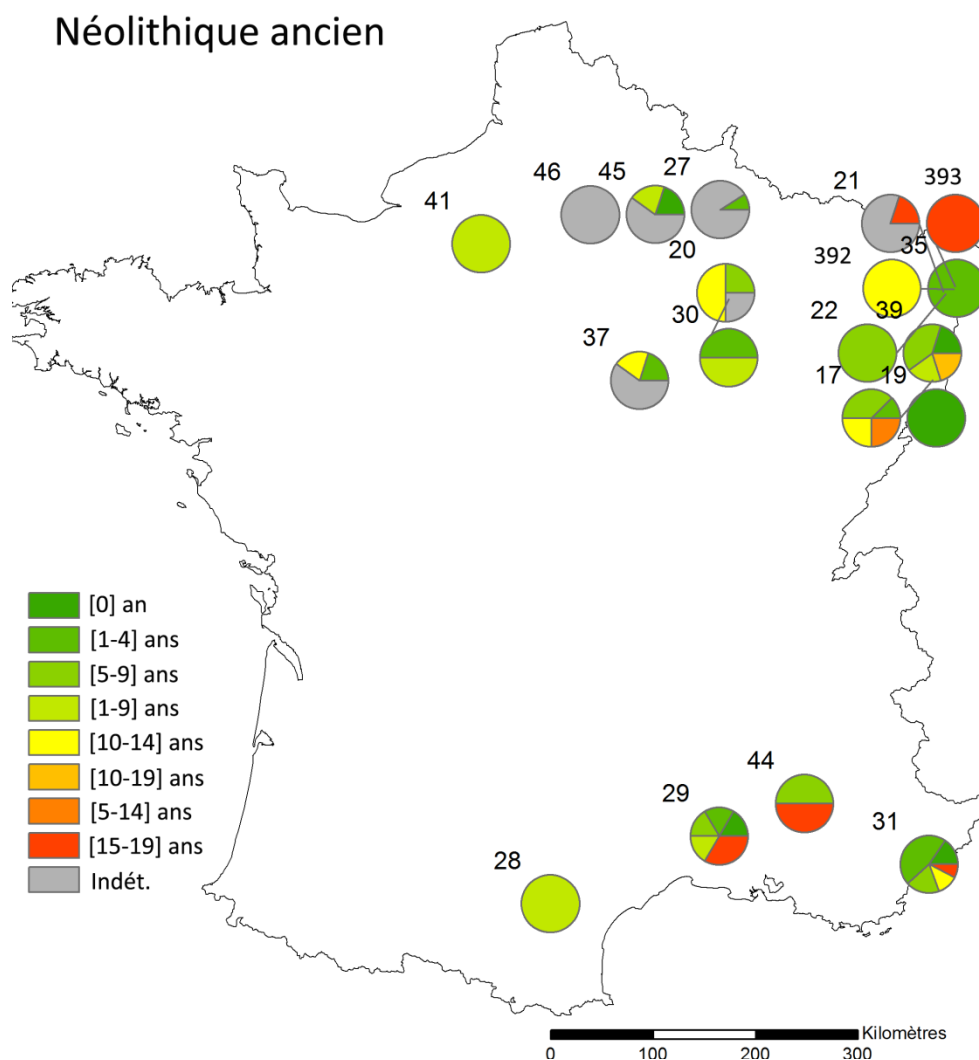 Néolithique ancien
27
45
46
21
393
41
20
35
392
30
39
22
37
17
19
[0] an
[1-4] ans
[5-9] ans
[1-9] ans
[10-14] ans
[10-19] ans
[5-14] ans
[15-19] ans
Indét.
44
29
31
28
Kilomètres
0 100 200 300